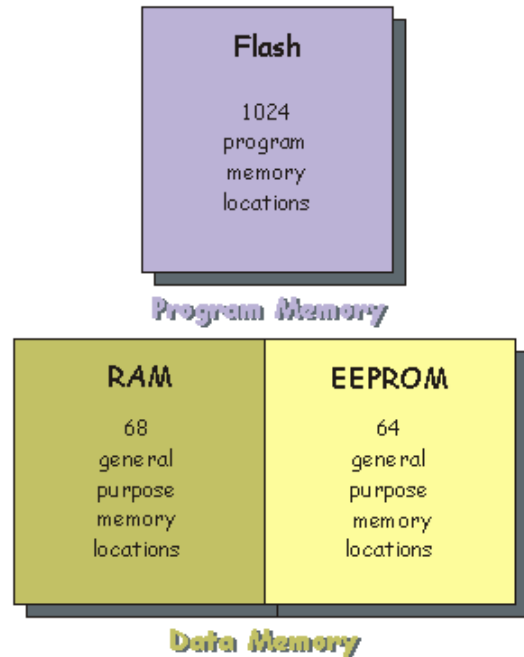 Flash
1024
program
memory
locations
Program Memory
RAM
68
general
purpose
memory
locations
EEPROM
64
general
purpose
memory
locations
Data Memory